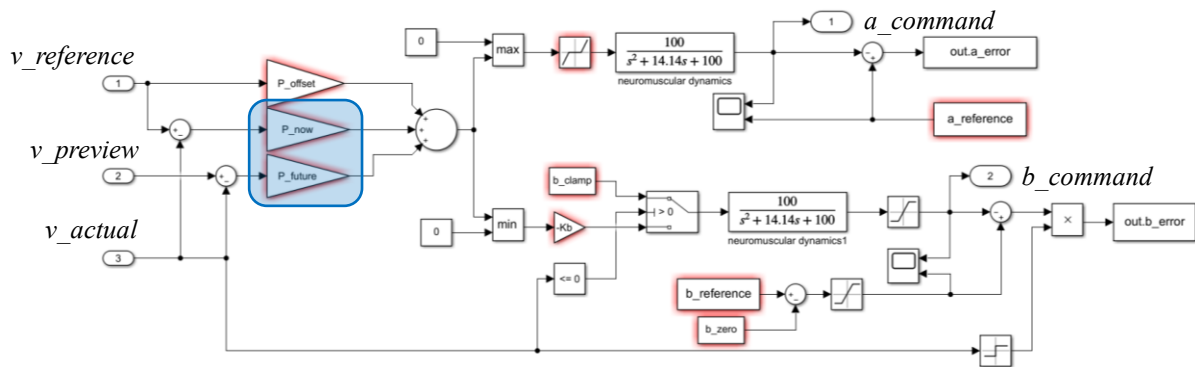 a_command
1
v_reference
0
max
100
s² + 14.14s + 100
neuromuscular dynamics
out.a_error
1
P_offset
P_now
a_reference
v_preview
2
P_future
b_clamp
2
b_command
> 0
100
s² + 14.14s + 100
neuromuscular dynamics1
×
out.b_error
v_actual
0
min
-Kb
3
<= 0
b_reference
b_zero